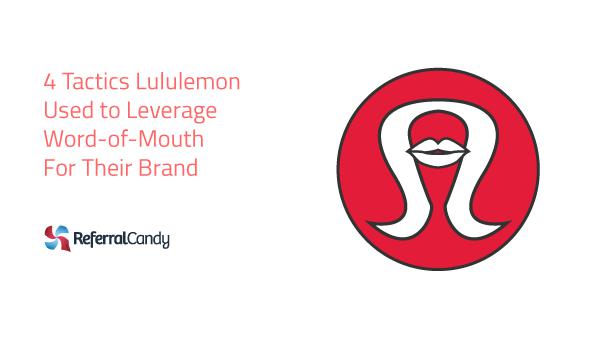 4 Tactics Lululemon
Used to Leverage
Word-of-Mouth
For Their Brand
ReferralCandy